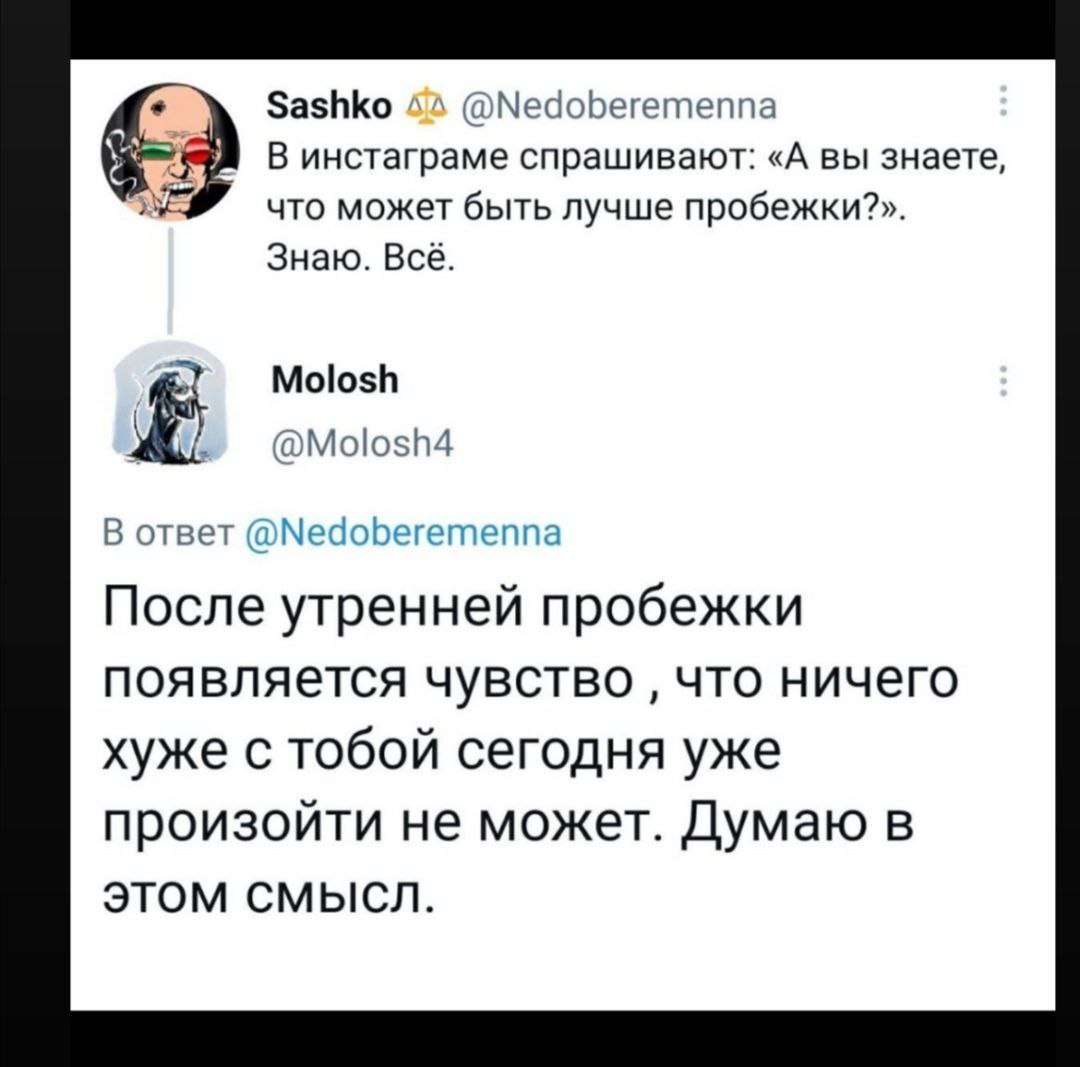 Sashko ⚖️ @Nedoberemenna
В инстаграме спрашивают: «А вы знаете,
что может быть лучше пробежки?».
Знаю. Всё.
Molosh
@Molosh4
В ответ @Nedoberemenna
После утренней пробежки
появляется чувство , что ничего
хуже с тобой сегодня уже
произойти не может. Думаю в
этом смысл.